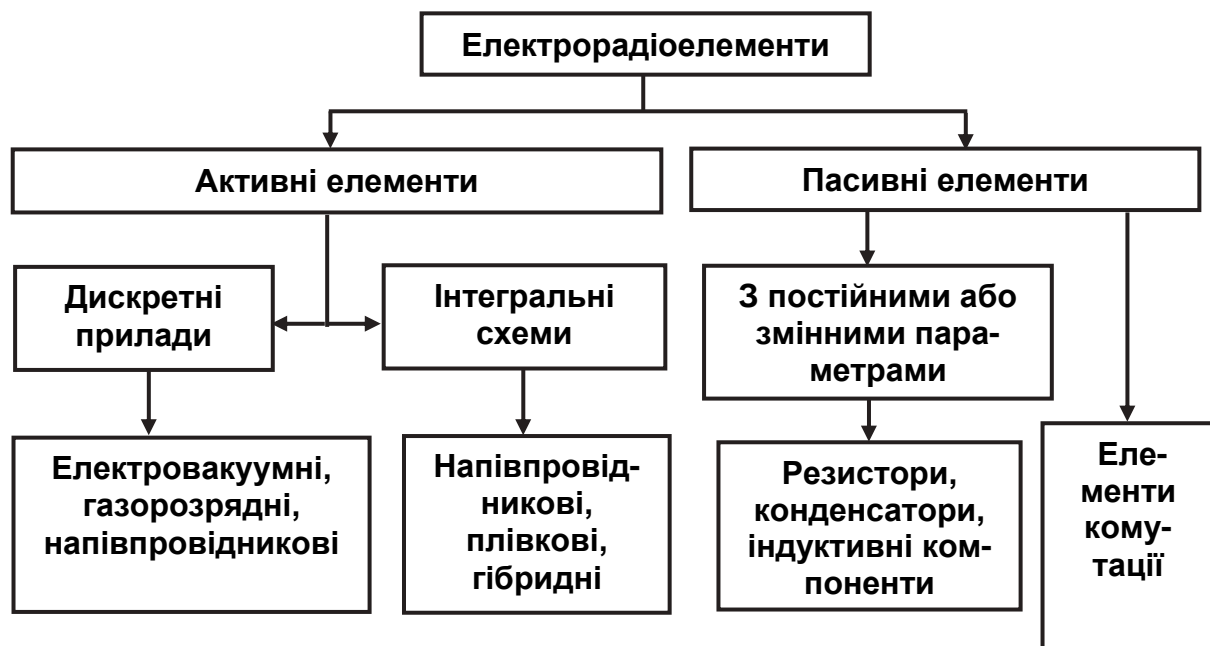 Електрорадіоелементи
Активні елементи
Пасивні елементи
Дискретні
прилади
Інтегральні
схеми
З постійними або
змінними пара-
метрами
Електровакуумні,
газорозрядні,
напівпровідникові
Напівпровід-
никові,
плівкові,
гібридні
Резистори,
конденсатори,
індуктивні ком-
поненти
Еле-
менти
кому-
тації